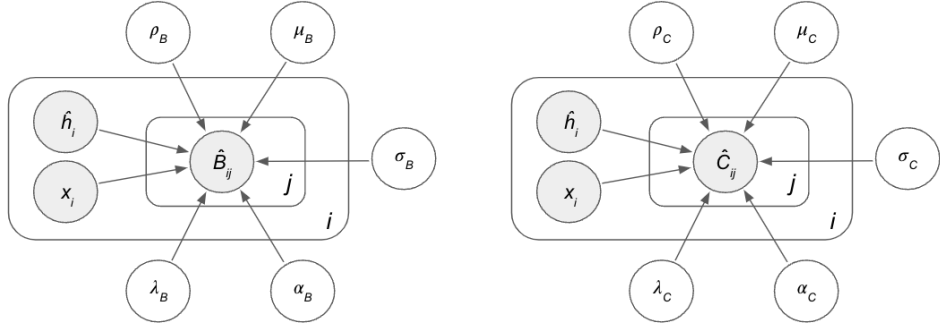 ρ_B μ_B ρ_C μ_C
ĥ_i ĥ_i
B̂_ij σ_B Ĉ_ij σ_C
x_i j x_i j
i i
λ_B α_B λ_C α_C